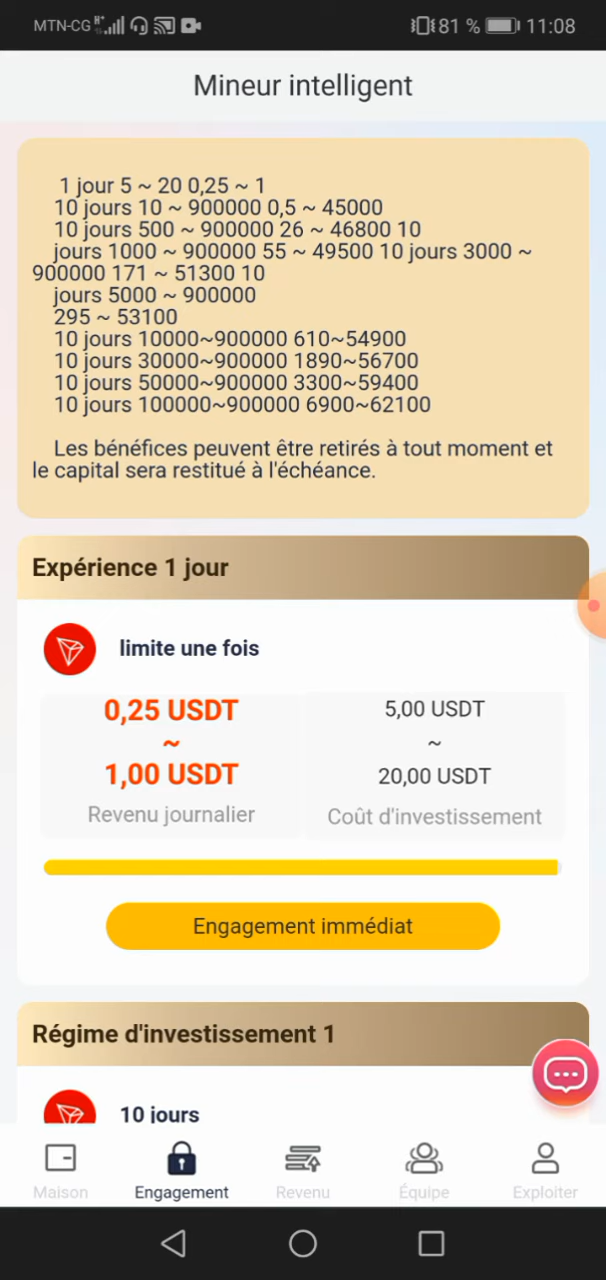 MTN-CG H+ 81 % 11:08
Mineur intelligent
1 jour 5 ~ 20 0,25 ~ 1
10 jours 10 ~ 900000 0,5 ~ 45000
10 jours 500 ~ 900000 26 ~ 46800 10
jours 1000 ~ 900000 55 ~ 49500 10 jours 3000 ~
900000 171 ~ 51300 10
jours 5000 ~ 900000
295 ~ 53100
10 jours 10000~900000 610~54900
10 jours 30000~900000 1890~56700
10 jours 50000~900000 3300~59400
10 jours 100000~900000 6900~62100
Les bénéfices peuvent être retirés à tout moment et
le capital sera restitué à l'échéance.
Expérience 1 jour
limite une fois
0,25 USDT
~
1,00 USDT
Revenu journalier
5,00 USDT
~
20,00 USDT
Coût d'investissement
Engagement immédiat
Régime d'investissement 1
10 jours
Maison
Engagement
Revenu
Équipe
Exploiter